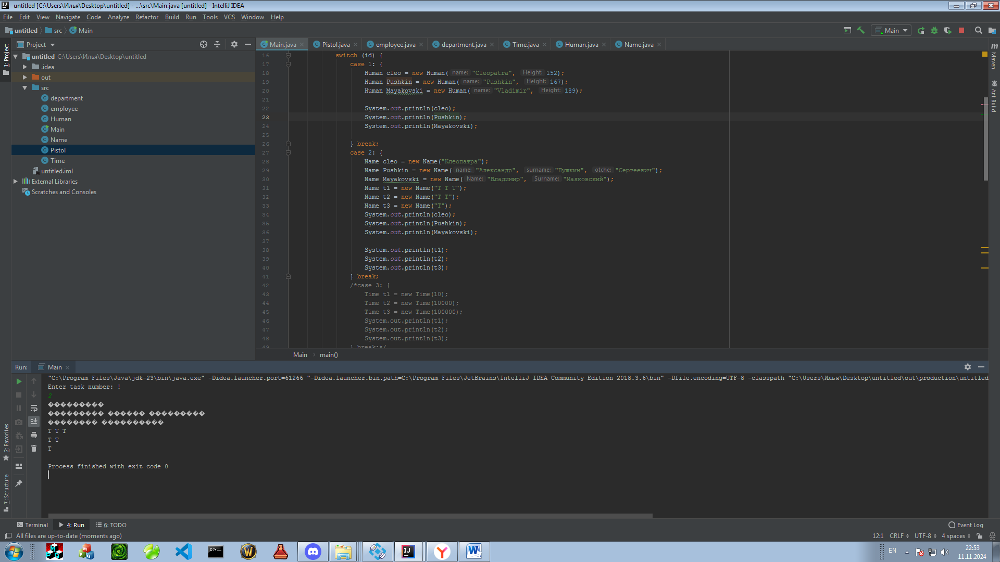 untitled [C:\Users\Илья\Desktop\untitled] - ...\src\Main.java [untitled] - IntelliJ IDEA
File Edit View Navigate Code Analyze Refactor Build Run Tools VCS Window Help
untitled src Main
Main
Project
untitled C:\Users\Илья\Desktop\untitled
.idea
out
src
department
employee
Human
Main
Name
Pistol
Time
untitled.iml
External Libraries
Scratches and Consoles
1: Project
2: Favorites
7: Structure
Main.java Pistol.java employee.java department.java Time.java Human.java Name.java
16 switch (id) {
17 case 1: {
18 Human cleo = new Human( name: "Cleopatra", Height: 152);
19 Human Pushkin = new Human( name: "Pushkin", Height: 167);
20 Human Mayakovski = new Human( name: "Vladimir", Height: 189);
21
22 System.out.println(cleo);
23 System.out.println(Pushkin);
24 System.out.println(Mayakovski);
25
26 } break;
27 case 2: {
28 Name cleo = new Name("Клеопатра");
29 Name Pushkin = new Name( name: "Александр", surname: "Пушкин", otche: "Сергеевич");
30 Name Mayakovski = new Name( Name: "Владимир", Surname: "Маяковский");
31 Name t1 = new Name("T T T");
32 Name t2 = new Name("T T");
33 Name t3 = new Name("T");
34 System.out.println(cleo);
35 System.out.println(Pushkin);
36 System.out.println(Mayakovski);
37
38 System.out.println(t1);
39 System.out.println(t2);
40 System.out.println(t3);
41 } break;
42 /*case 3: {
43 Time t1 = new Time(10);
44 Time t2 = new Time(10000);
45 Time t3 = new Time(100000);
46 System.out.println(t1);
47 System.out.println(t2);
48 System.out.println(t3);
49 } break;*/
Main main()
Maven
Ant Build
Run: Main
"C:\Program Files\Java\jdk-23\bin\java.exe" -Didea.launcher.port=61266 "-Didea.launcher.bin.path=C:\Program Files\JetBrains\IntelliJ IDEA Community Edition 2018.3.6\bin" -Dfile.encoding=UTF-8 -classpath "C:\Users\Илья\Desktop\untitled\out\production\untitled
Enter task number: !
2
���������
��������� ������ ���������
�������� ����������
T T T
T T
T
Process finished with exit code 0
Terminal 4: Run 6: TODO Event Log
All files are up-to-date (moments ago) 12:1 CRLF UTF-8 4 spaces
EN 22:53
11.11.2024